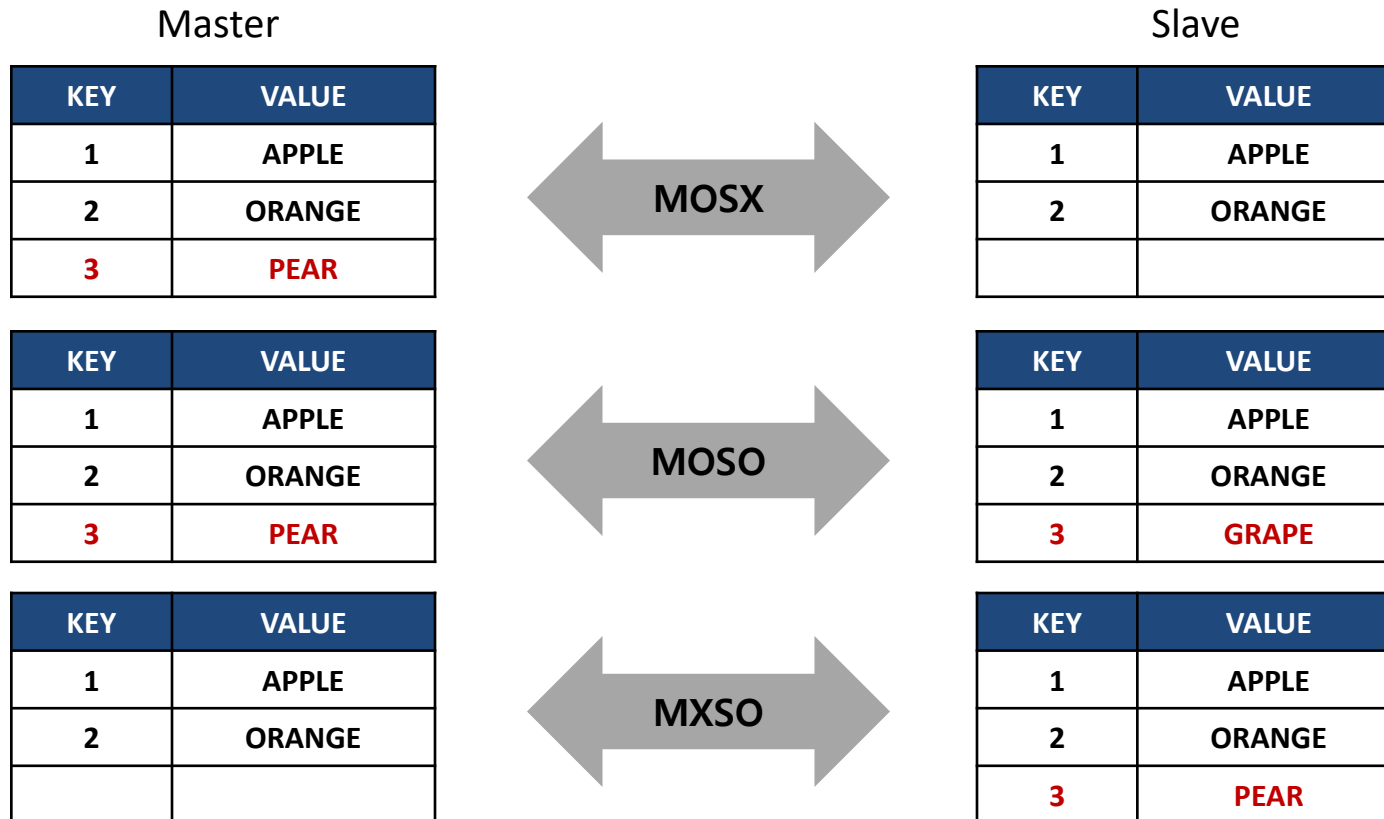 Master Slave
KEY VALUE KEY VALUE
1 APPLE 1 APPLE
2 ORANGE MOSX 2 ORANGE
3 PEAR
KEY VALUE KEY VALUE
1 APPLE 1 APPLE
2 ORANGE MOSO 2 ORANGE
3 PEAR 3 GRAPE
KEY VALUE KEY VALUE
1 APPLE 1 APPLE
2 ORANGE MXSO 2 ORANGE
3 PEAR